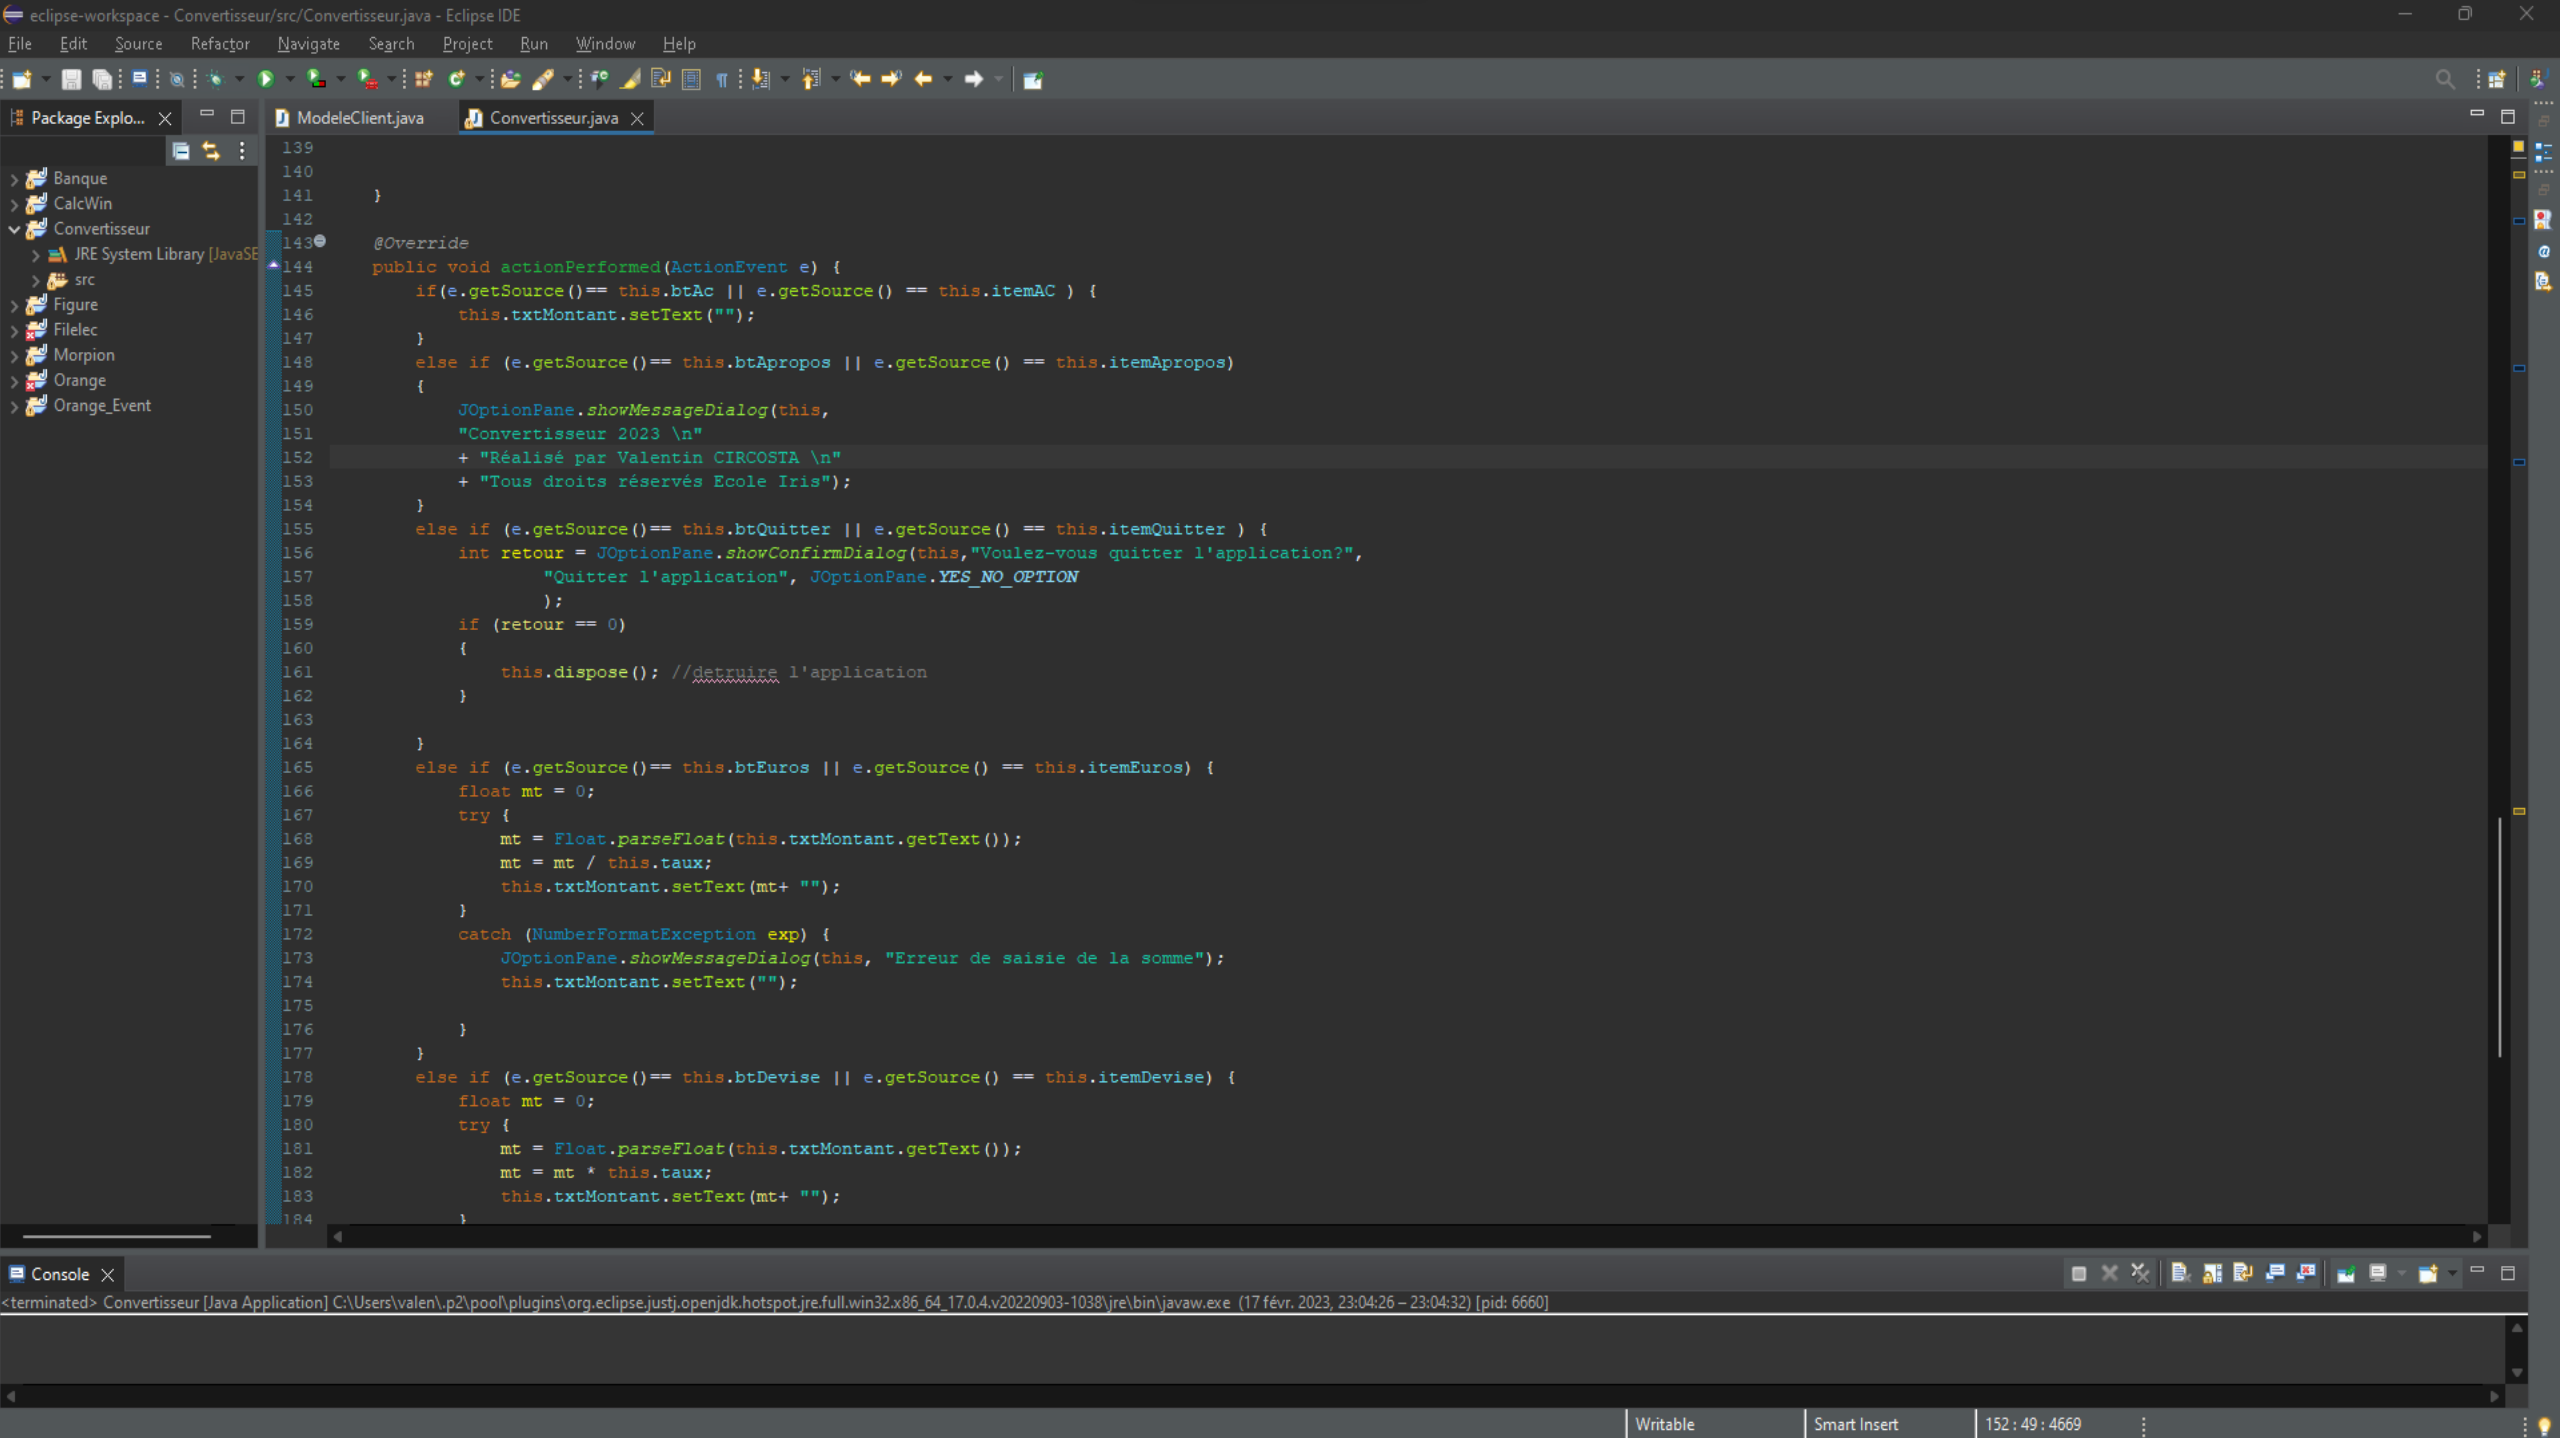 eclipse-workspace - Convertisseur/src/Convertisseur.java - Eclipse IDE
File Edit Source Refactor Navigate Search Project Run Window Help
Package Explo...
ModeleClient.java
Convertisseur.java
Banque
CalcWin
Convertisseur
JRE System Library [JavaSE
src
Figure
Filelec
Morpion
Orange
Orange_Event
139
140
141 }
142
143 @Override
144 public void actionPerformed(ActionEvent e) {
145 if(e.getSource()== this.btAc || e.getSource() == this.itemAC ) {
146 this.txtMontant.setText("");
147 }
148 else if (e.getSource()== this.btApropos || e.getSource() == this.itemApropos)
149 {
150 JOptionPane.showMessageDialog(this,
151 "Convertisseur 2023 \n"
152 + "Réalisé par Valentin CIRCOSTA \n"
153 + "Tous droits réservés Ecole Iris");
154 }
155 else if (e.getSource()== this.btQuitter || e.getSource() == this.itemQuitter ) {
156 int retour = JOptionPane.showConfirmDialog(this,"Voulez-vous quitter l'application?",
157 "Quitter l'application", JOptionPane.YES_NO_OPTION
158 );
159 if (retour == 0)
160 {
161 this.dispose(); //detruire l'application
162 }
163
164 }
165 else if (e.getSource()== this.btEuros || e.getSource() == this.itemEuros) {
166 float mt = 0;
167 try {
168 mt = Float.parseFloat(this.txtMontant.getText());
169 mt = mt / this.taux;
170 this.txtMontant.setText(mt+ "");
171 }
172 catch (NumberFormatException exp) {
173 JOptionPane.showMessageDialog(this, "Erreur de saisie de la somme");
174 this.txtMontant.setText("");
175
176 }
177 }
178 else if (e.getSource()== this.btDevise || e.getSource() == this.itemDevise) {
179 float mt = 0;
180 try {
181 mt = Float.parseFloat(this.txtMontant.getText());
182 mt = mt * this.taux;
183 this.txtMontant.setText(mt+ "");
184 }
Console
<terminated> Convertisseur [Java Application] C:\Users\valen\.p2\pool\plugins\org.eclipse.justj.openjdk.hotspot.jre.full.win32.x86_64_17.0.4.v20220903-1038\jre\bin\javaw.exe (17 févr. 2023, 23:04:26 – 23:04:32) [pid: 6660]
Writable
Smart Insert
152 : 49 : 4669